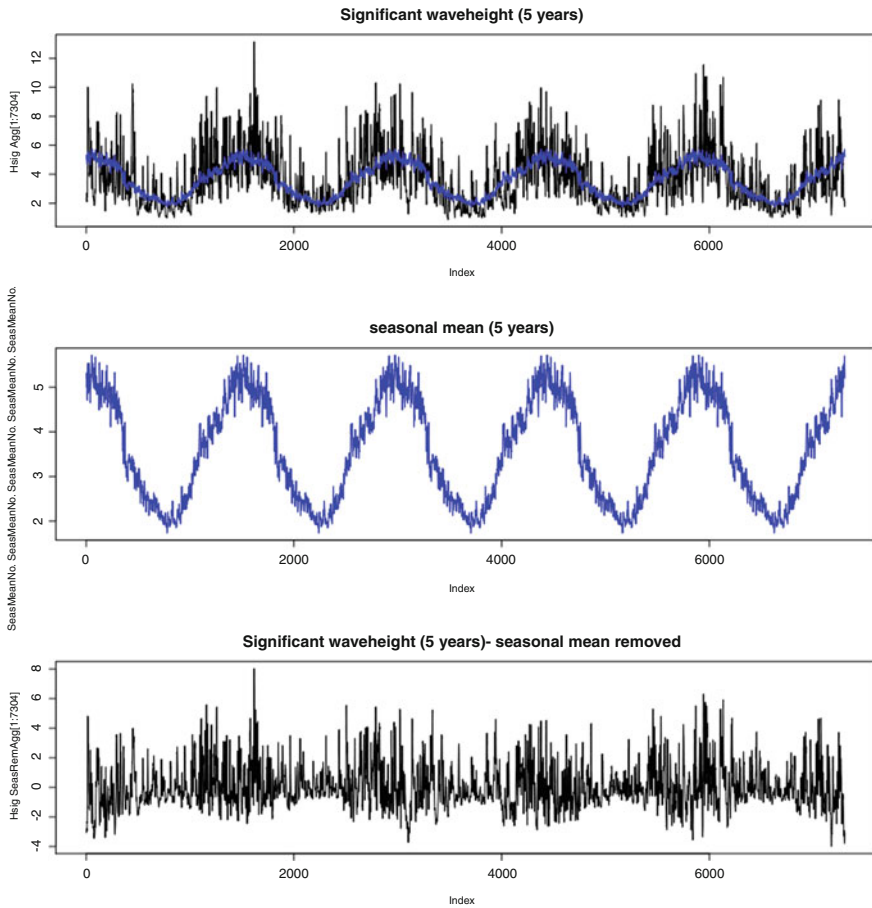 Significant waveheight (5 years)
Hsig Agg[1:7304]
12
10
8
6
4
2
0 2000 4000 6000
Index
seasonal mean (5 years)
SeasMeanNo. SeasMeanNo. SeasMeanNo. SeasMeanNo. SeasMeanNo.
5
4
3
2
0 2000 4000 6000
Index
Significant waveheight (5 years)- seasonal mean removed
Hsig SeasRemAgg[1:7304]
8
6
4
2
0
-2
-4
0 2000 4000 6000
Index